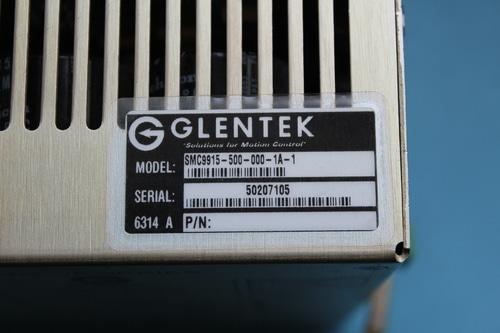 GLENTEK
"Solutions for Motion Control"
MODEL: SMC9915-500-000-1A-1
SERIAL: 50207105
6314 A P/N: